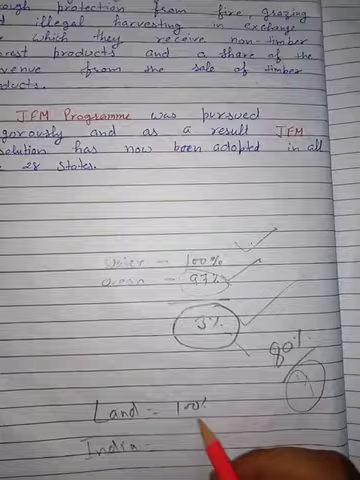 rough protection from fire, grazing
nd illegal harvesting in exchange
which they receive non-timber
rest products and a share of the
venue from the sale of timber
oducts.
JFM Programme was pursued
gorously and as a result JFM
solution has now been adopted in all
28 states.
Water – 100%
Ocean – 97%
3%
Land = 100%
India =